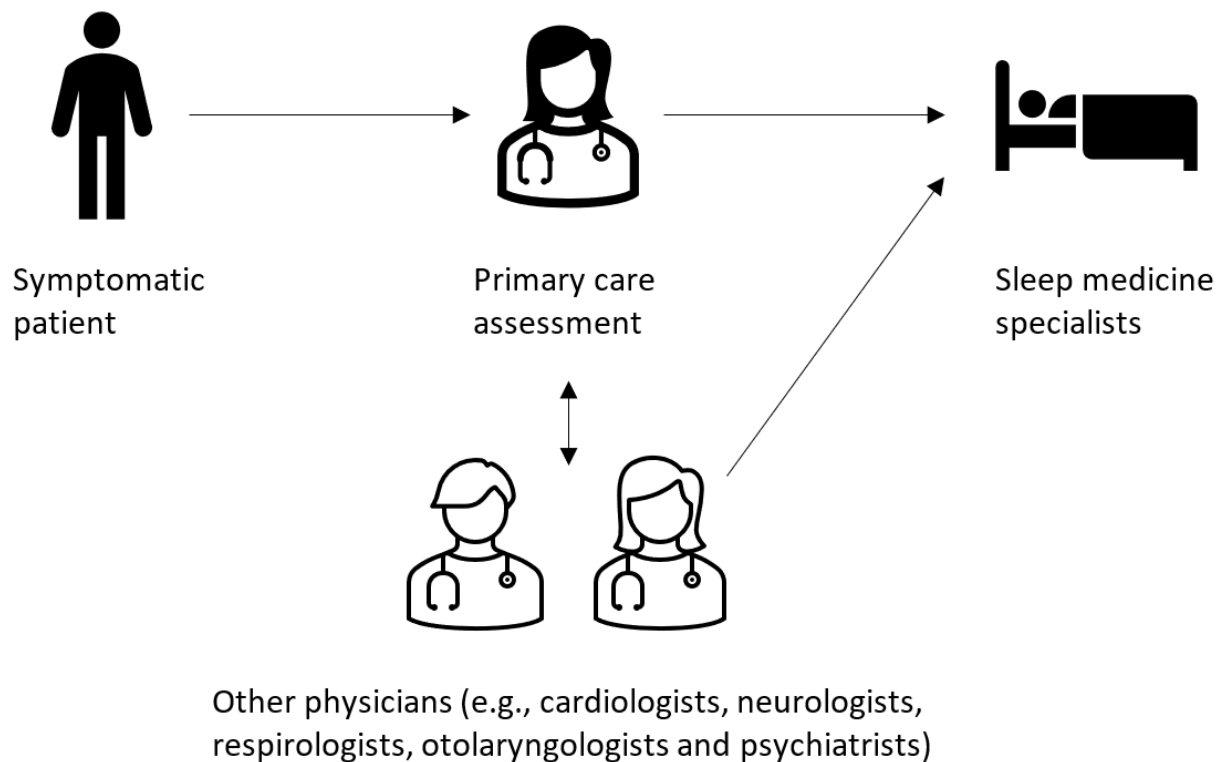 Symptomatic
patient
Primary care
assessment
Sleep medicine
specialists
Other physicians (e.g., cardiologists, neurologists,
respirologists, otolaryngologists and psychiatrists)